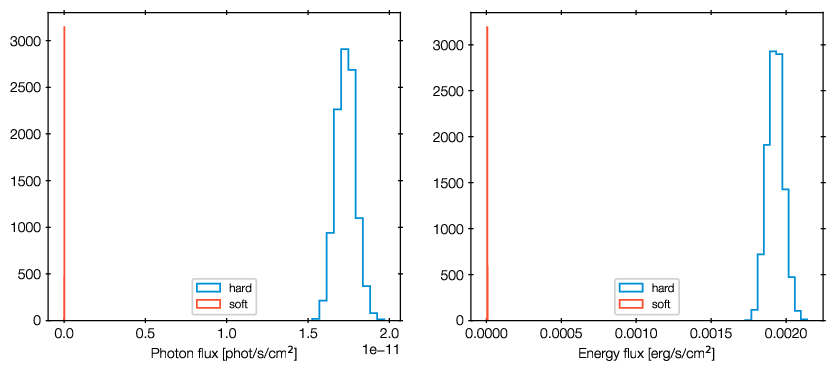 3000
2500
2000
1500
1000
500
0
hard
soft
0.0 0.5 1.0 1.5 2.0
1e−11
Photon flux [phot/s/cm²]
3000
2500
2000
1500
1000
500
0
hard
soft
0.0000 0.0005 0.0010 0.0015 0.0020
Energy flux [erg/s/cm²]